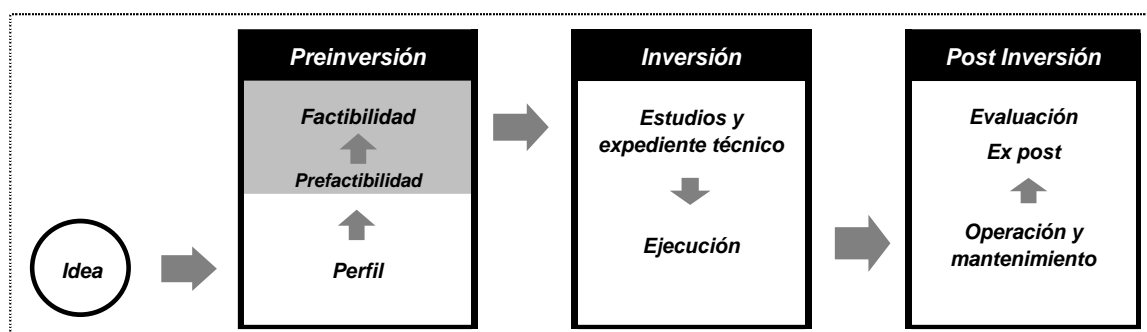 Preinversión
Inversión
Post Inversión
Factibilidad
Prefactibilidad
Perfil
Idea
Estudios y
expediente técnico
Ejecución
Evaluación
Ex post
Operación y
mantenimiento